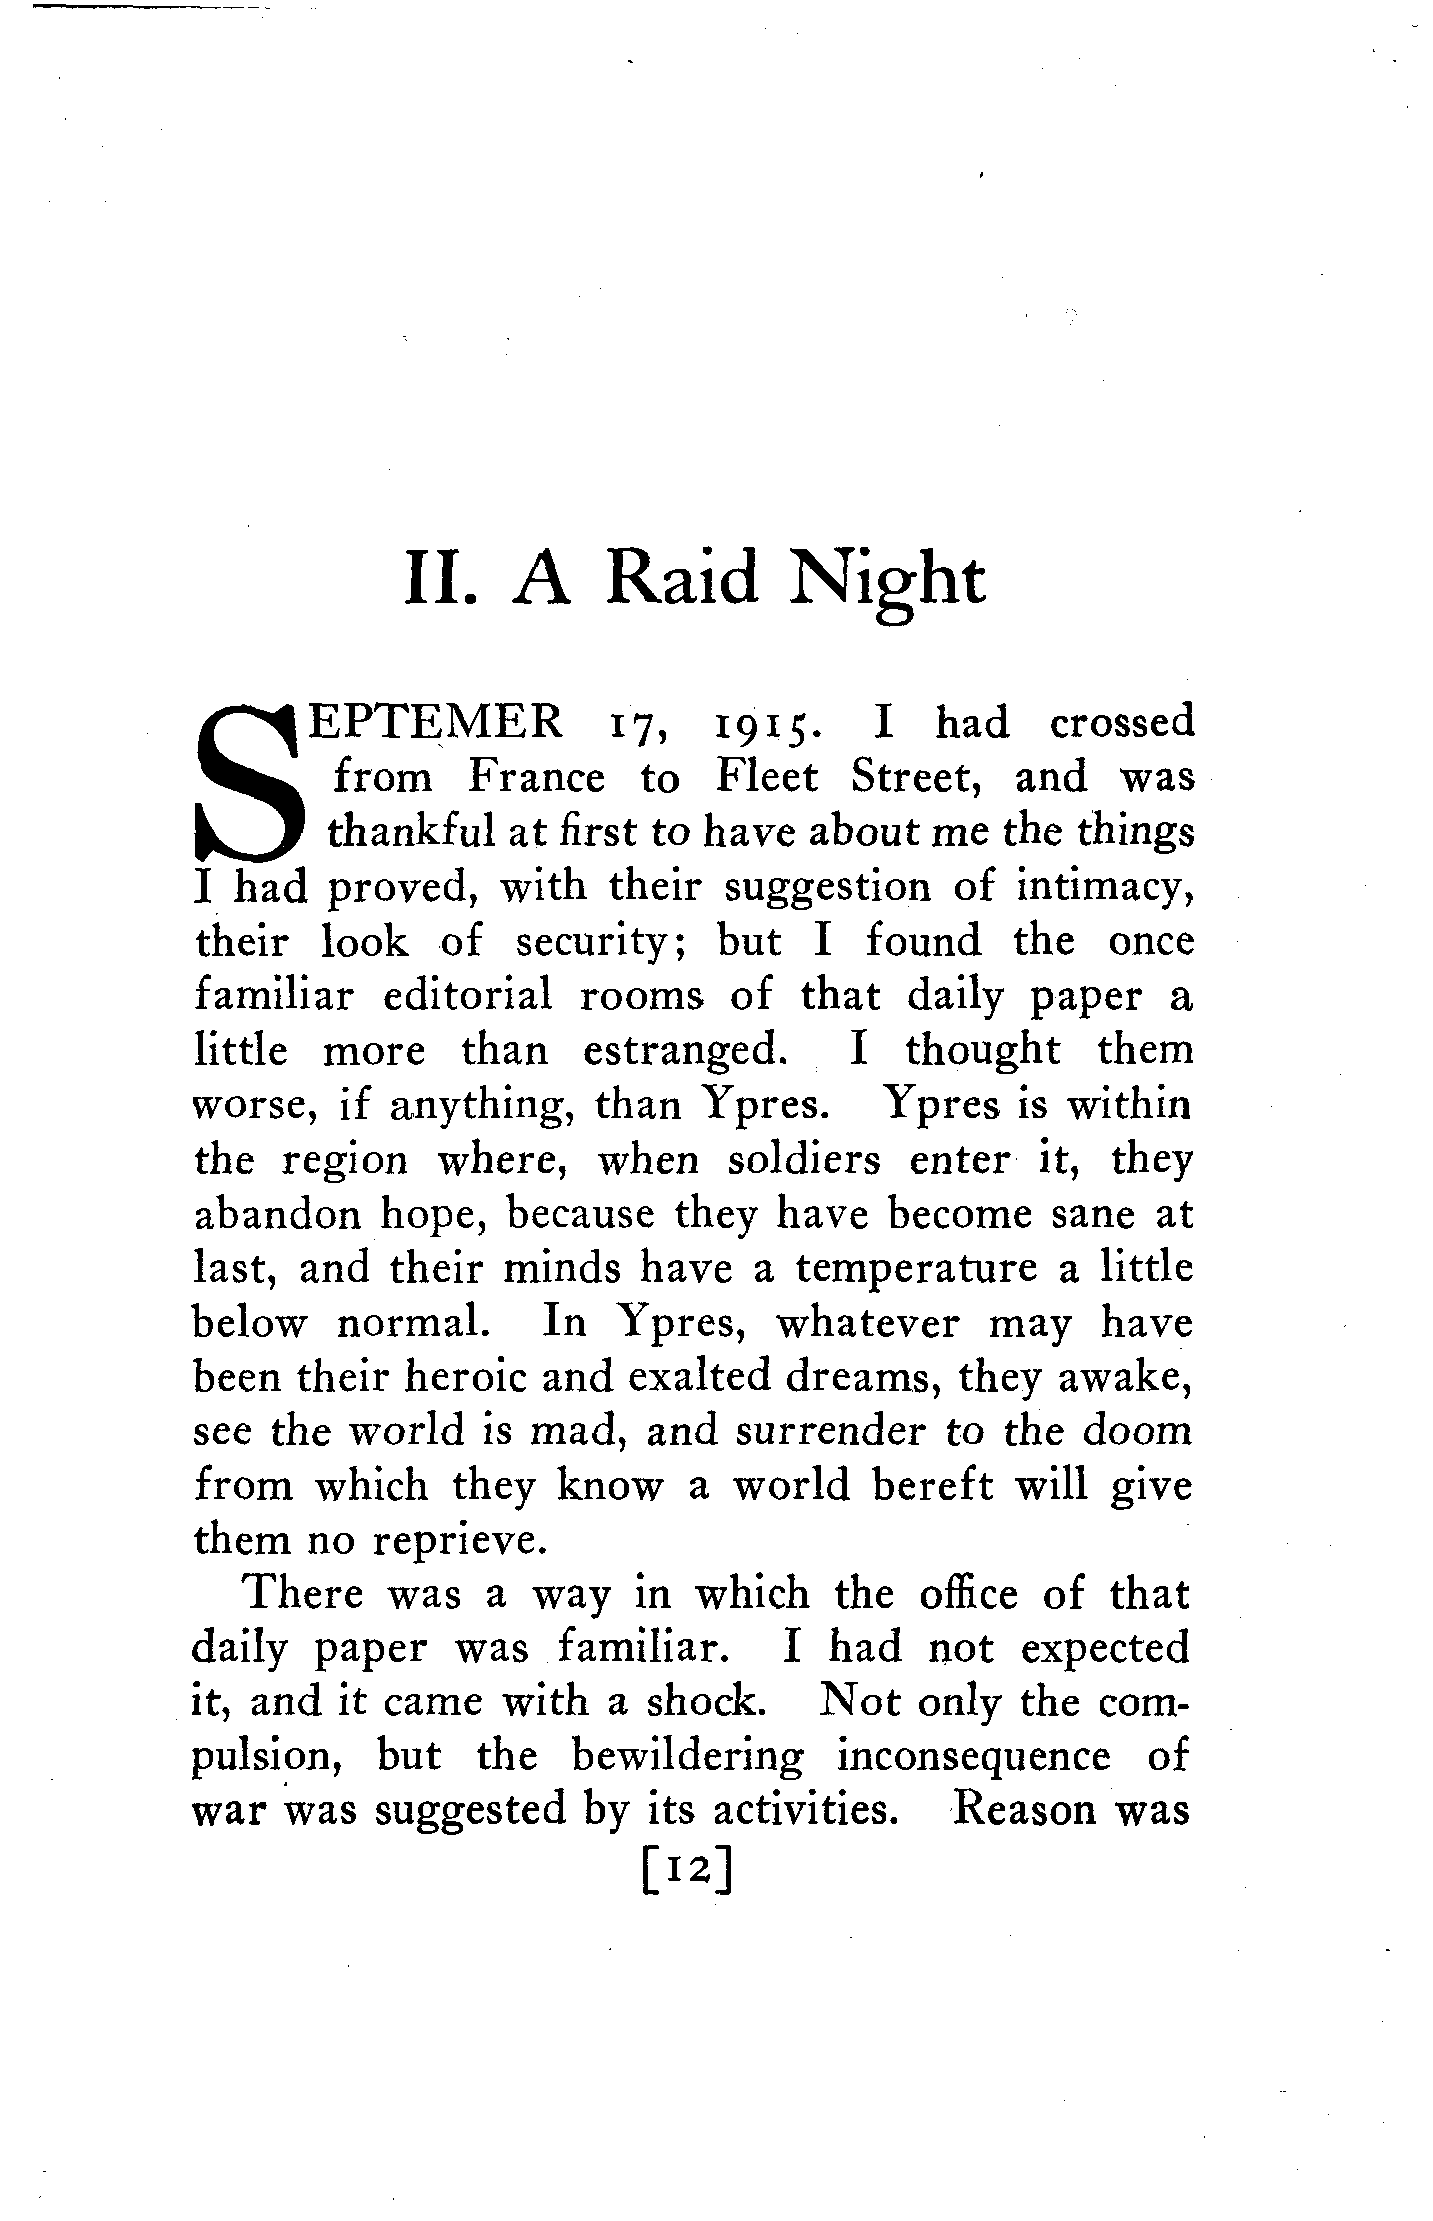 II. A Raid Night
SEPTEMER 17, 1915. I had crossed
from France to Fleet Street, and was
thankful at first to have about me the things
I had proved, with their suggestion of intimacy,
their look of security; but I found the once
familiar editorial rooms of that daily paper a
little more than estranged. I thought them
worse, if anything, than Ypres. Ypres is within
the region where, when soldiers enter it, they
abandon hope, because they have become sane at
last, and their minds have a temperature a little
below normal. In Ypres, whatever may have
been their heroic and exalted dreams, they awake,
see the world is mad, and surrender to the doom
from which they know a world bereft will give
them no reprieve.
There was a way in which the office of that
daily paper was familiar. I had not expected
it, and it came with a shock. Not only the com-
pulsion, but the bewildering inconsequence of
war was suggested by its activities. Reason was
[12]